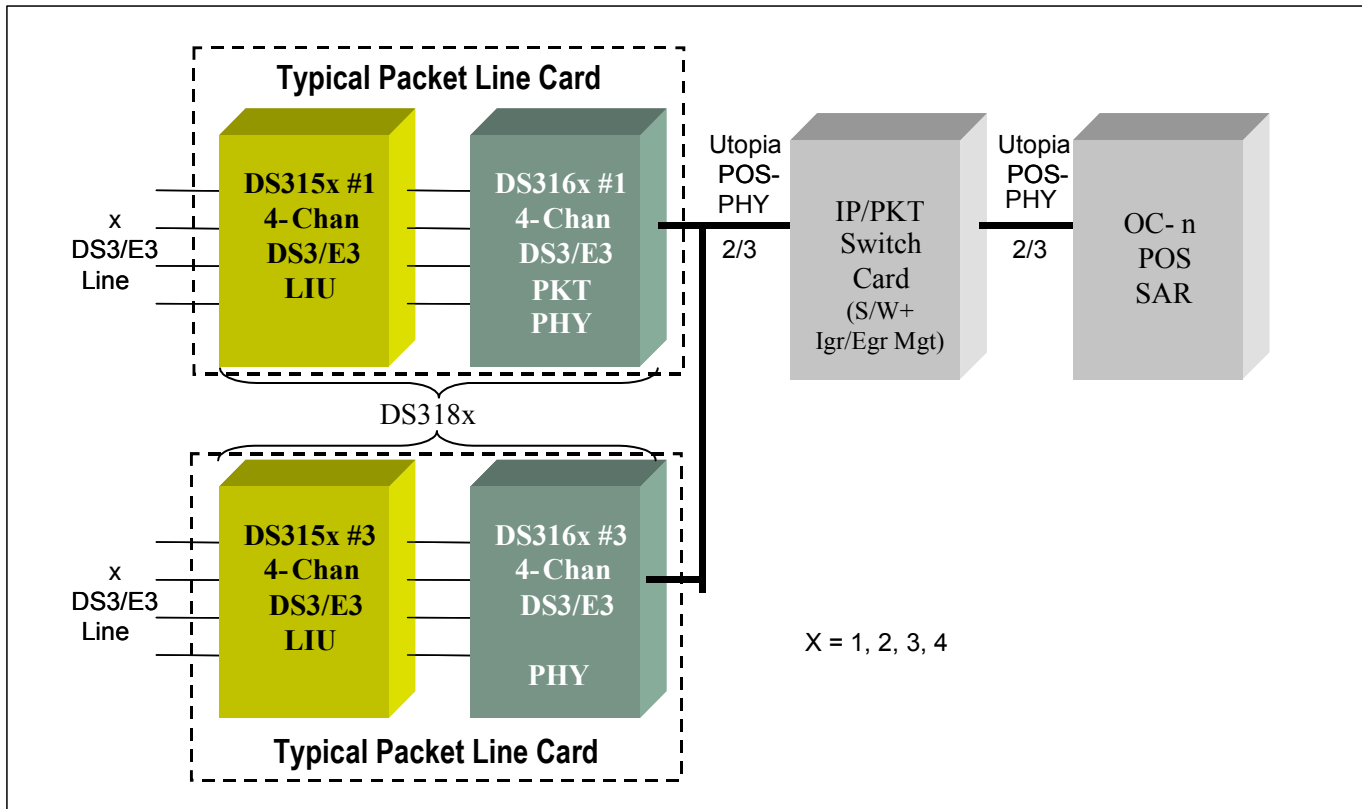 Typical Packet Line Card
x
DS3/E3
Line
DS315x #1
4-Chan
DS3/E3
LIU
DS316x #1
4-Chan
DS3/E3
PKT
PHY
Utopia
POS-
PHY
2/3
IP/PKT
Switch
Card
(S/W+
Igr/Egr Mgt)
Utopia
POS-
PHY
2/3
OC- n
POS
SAR
DS318x
x
DS3/E3
Line
DS315x #3
4-Chan
DS3/E3
LIU
DS316x #3
4-Chan
DS3/E3
PHY
X = 1, 2, 3, 4
Typical Packet Line Card